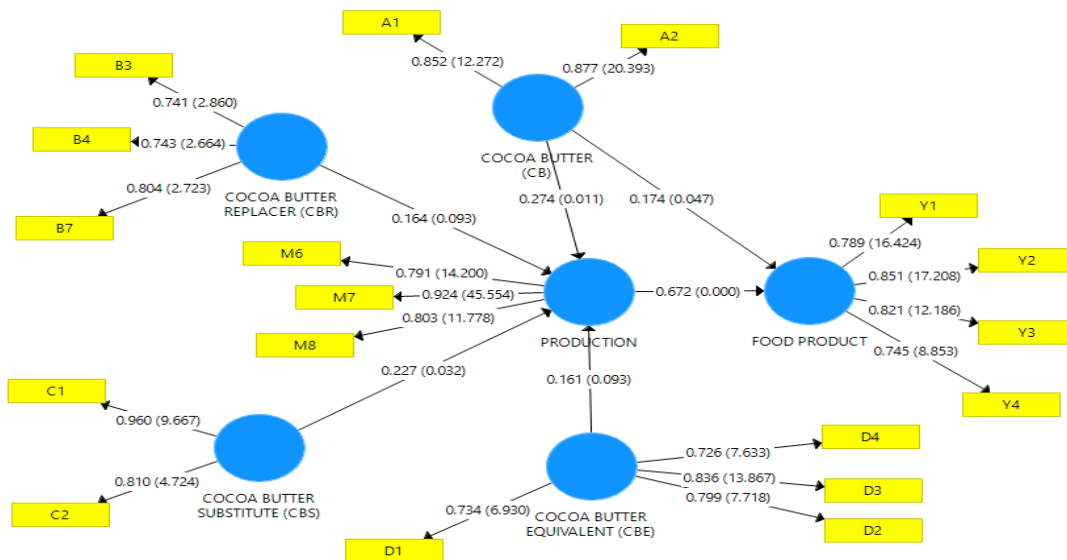 A1
A2
0.852 (12.272)
0.877 (20.393)
B3
0.741 (2.860)
B4
0.743 (2.664)
0.804 (2.723)
B7
COCOA BUTTER
REPLACER (CBR)
COCOA BUTTER
(CB)
0.164 (0.093)
0.274 (0.011)
0.174 (0.047)
M6
0.791 (14.200)
M7
0.924 (45.554)
M8
0.803 (11.778)
PRODUCTION
0.672 (0.000)
FOOD PRODUCT
Y1
0.789 (16.424)
Y2
0.851 (17.208)
0.821 (12.186)
Y3
0.745 (8.853)
Y4
0.227 (0.032)
0.161 (0.093)
C1
0.960 (9.667)
0.810 (4.724)
C2
COCOA BUTTER
SUBSTITUTE (CBS)
COCOA BUTTER
EQUIVALENT (CBE)
0.726 (7.633)
D4
0.836 (13.867)
D3
0.799 (7.718)
D2
0.734 (6.930)
D1